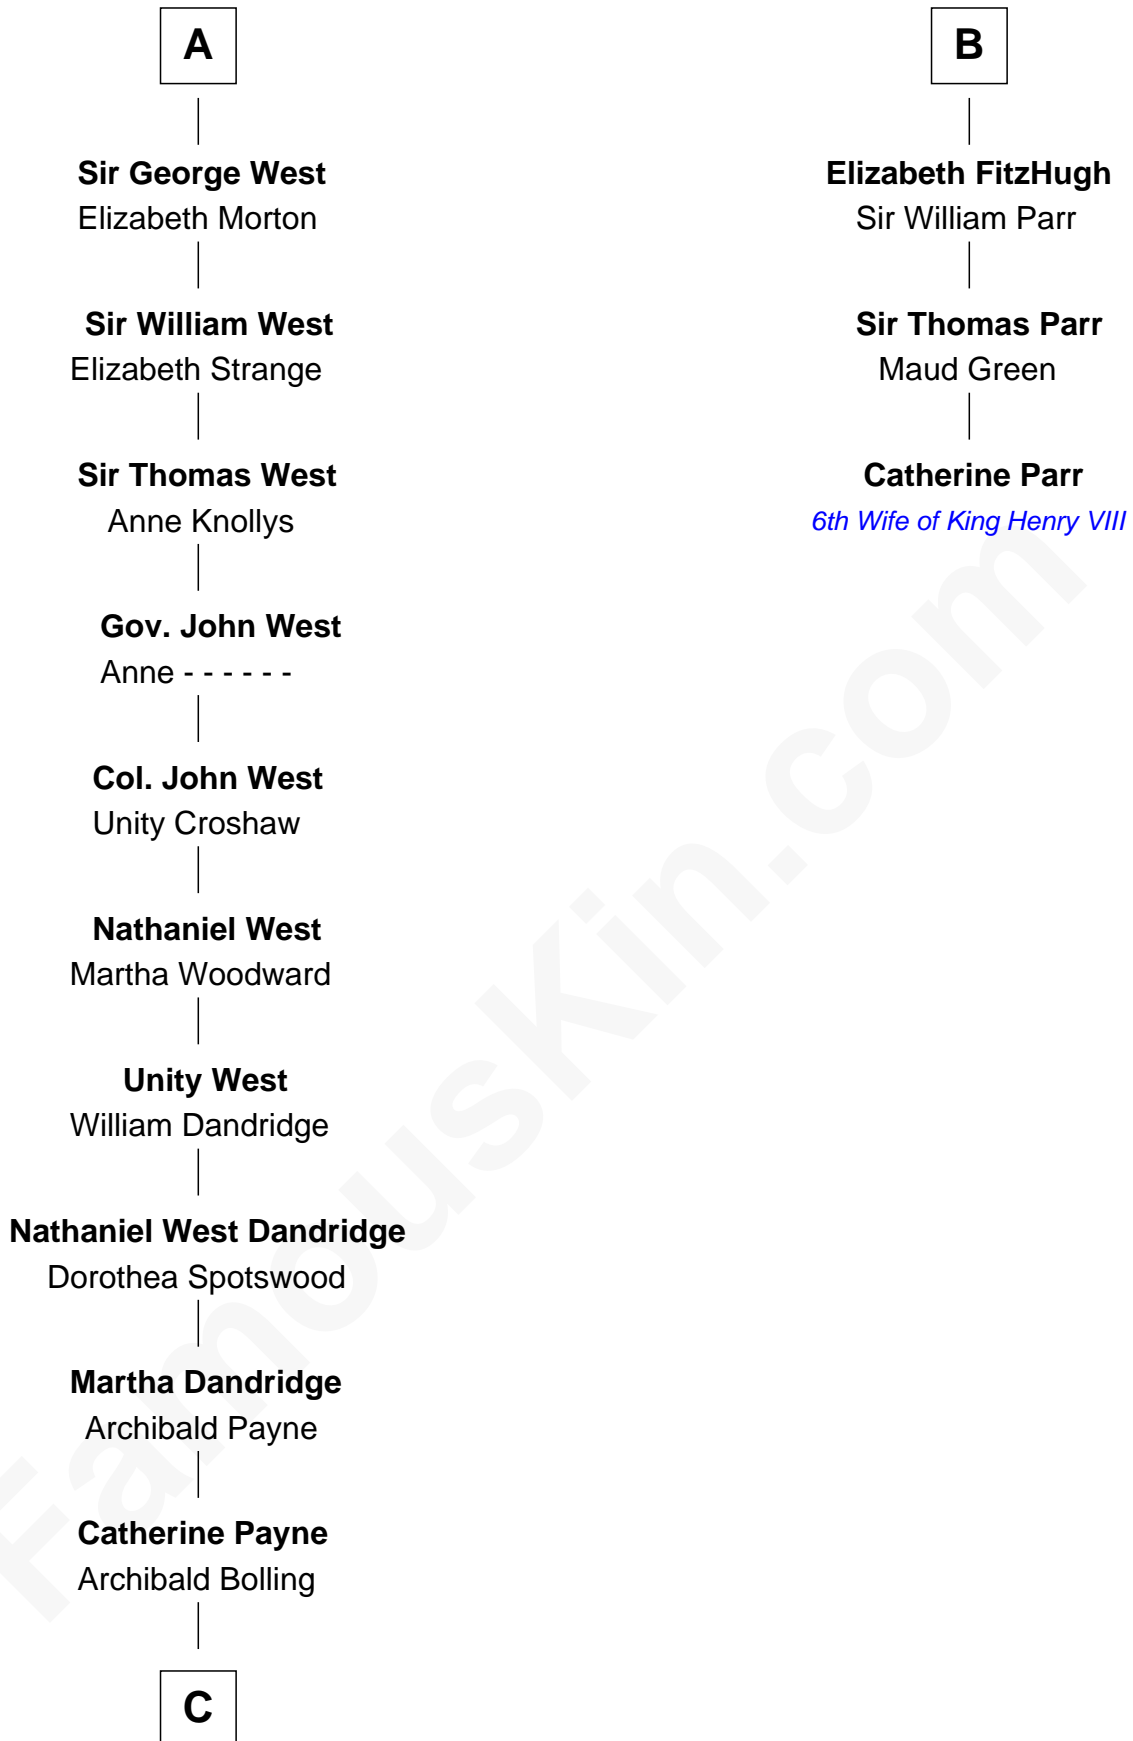 A
Sir George West
Elizabeth Morton
Sir William West
Elizabeth Strange
Sir Thomas West
Anne Knollys
Gov. John West
Anne - - - - - -
Col. John West
Unity Croshaw
Nathaniel West
Martha Woodward
Unity West
William Dandridge
Nathaniel West Dandridge
Dorothea Spotswood
Martha Dandridge
Archibald Payne
Catherine Payne
Archibald Bolling
C
B
Elizabeth FitzHugh
Sir William Parr
Sir Thomas Parr
Maud Green
Catherine Parr
6th Wife of King Henry VIII
FamousKin.com